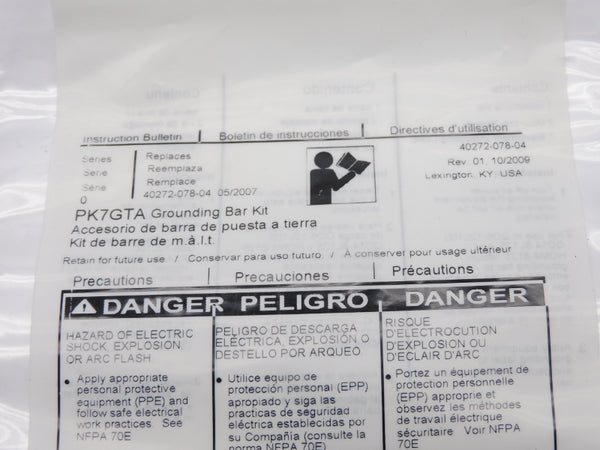 Instruction Bulletin | Boletín de instrucciones | Directives d'utilisation
Series
Serie
Série
0
Replaces
Reemplaza
Remplace
40272-078-04 05/2007
40272-078-04
Rev 01, 10/2009
Lexington, KY USA
PK7GTA Grounding Bar Kit
Accesorio de barra de puesta a tierra
Kit de barre de m.à.l.t.
Retain for future use. / Conservar para uso futuro. / À conserver pour usage ultérieur
Precautions | Precauciones | Précautions
DANGER
HAZARD OF ELECTRIC
SHOCK, EXPLOSION,
OR ARC FLASH
• Apply appropriate
personal protective
equipment (PPE) and
follow safe electrical
work practices. See
NFPA 70E
PELIGRO
PELIGRO DE DESCARGA
ELÉCTRICA, EXPLOSIÓN O
DESTELLO POR ARQUEO
• Utilice equipo de
protección personal (EPP)
apropiado y siga las
practicas de seguridad
eléctrica establecidas por
su Compañía (consulte la
norma NFPA 70E)
DANGER
RISQUE
D'ÉLECTROCUTION
D'EXPLOSION OU
D'ÉCLAIR D'ARC
• Portez un équipement de
protection personnelle
(ÉPP) approprié et
observez les méthodes
de travail électrique
sécuritaire. Voir NFPA
70E